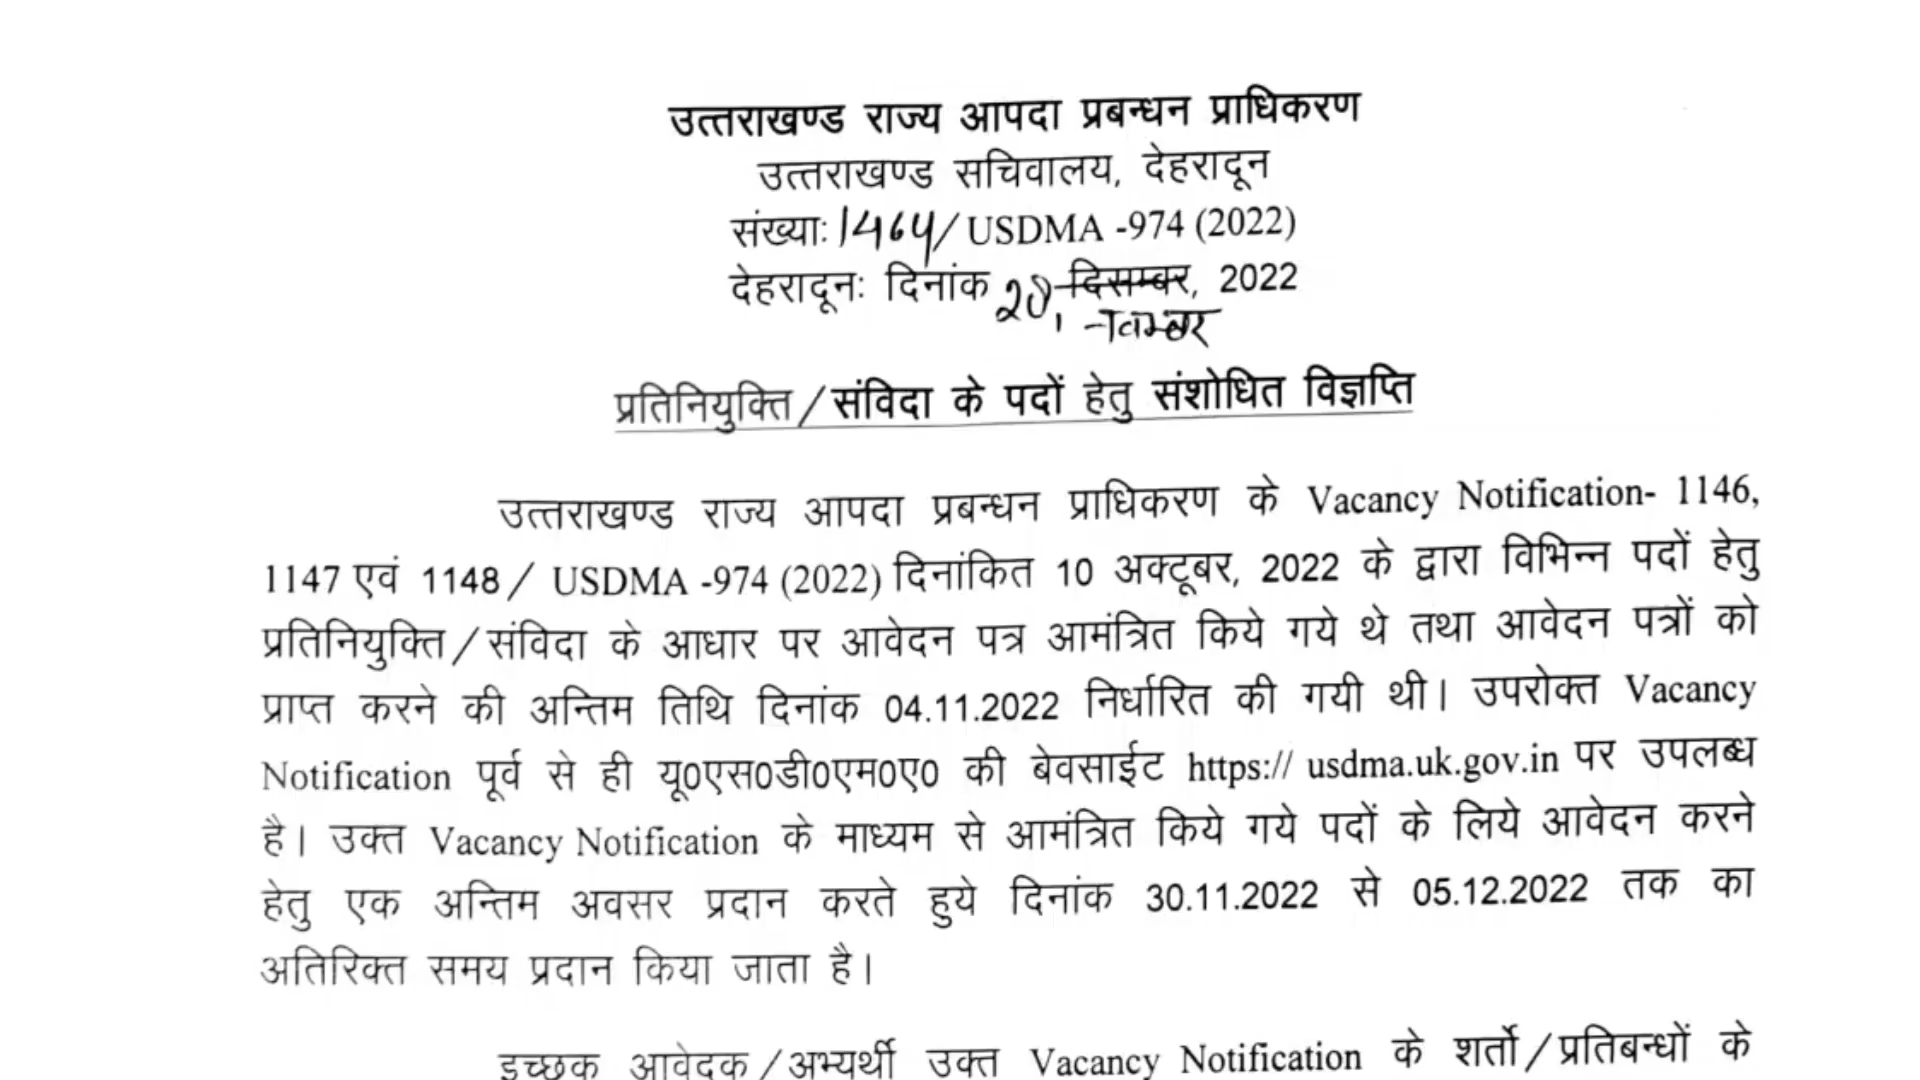 उत्तराखण्ड राज्य आपदा प्रबन्धन प्राधिकरण
उत्तराखण्ड सचिवालय, देहरादून
संख्याः 1464/ USDMA -974 (2022)
देहरादूनः दिनांक दिसम्बर, 2022
नवम्बर
प्रतिनियुक्ति/संविदा के पदों हेतु संशोधित विज्ञप्ति
उत्तराखण्ड राज्य आपदा प्रबन्धन प्राधिकरण के Vacancy Notification- 1146,
1147 एवं 1148/ USDMA -974 (2022) दिनांकित 10 अक्टूबर, 2022 के द्वारा विभिन्न पदों हेतु
प्रतिनियुक्ति/संविदा के आधार पर आवेदन पत्र आमंत्रित किये गये थे तथा आवेदन पत्रों को
प्राप्त करने की अन्तिम तिथि दिनांक 04.11.2022 निर्धारित की गयी थी। उपरोक्त Vacancy
Notification पूर्व से ही यू0एस0डी0एम0ए0 की बेवसाईट https:// usdma.uk.gov.in पर उपलब्ध
है। उक्त Vacancy Notification के माध्यम से आमंत्रित किये गये पदों के लिये आवेदन करने
हेतु एक अन्तिम अवसर प्रदान करते हुये दिनांक 30.11.2022 से 05.12.2022 तक का
अतिरिक्त समय प्रदान किया जाता है।
इच्छुक आवेदक/अभ्यर्थी उक्त Vacancy Notification के शर्तो/प्रतिबन्धों के